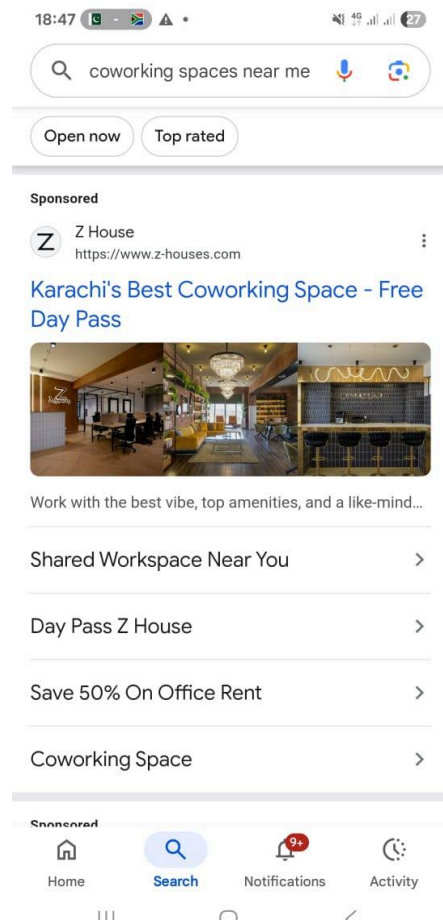 18:47
4G
27
coworking spaces near me
Open now
Top rated
Sponsored
Z
Z House
https://www.z-houses.com
Karachi's Best Coworking Space - Free
Day Pass
Z
Work with the best vibe, top amenities, and a like-mind...
Shared Workspace Near You
Day Pass Z House
Save 50% On Office Rent
Coworking Space
Sponsored
9+
Home
Search
Notifications
Activity